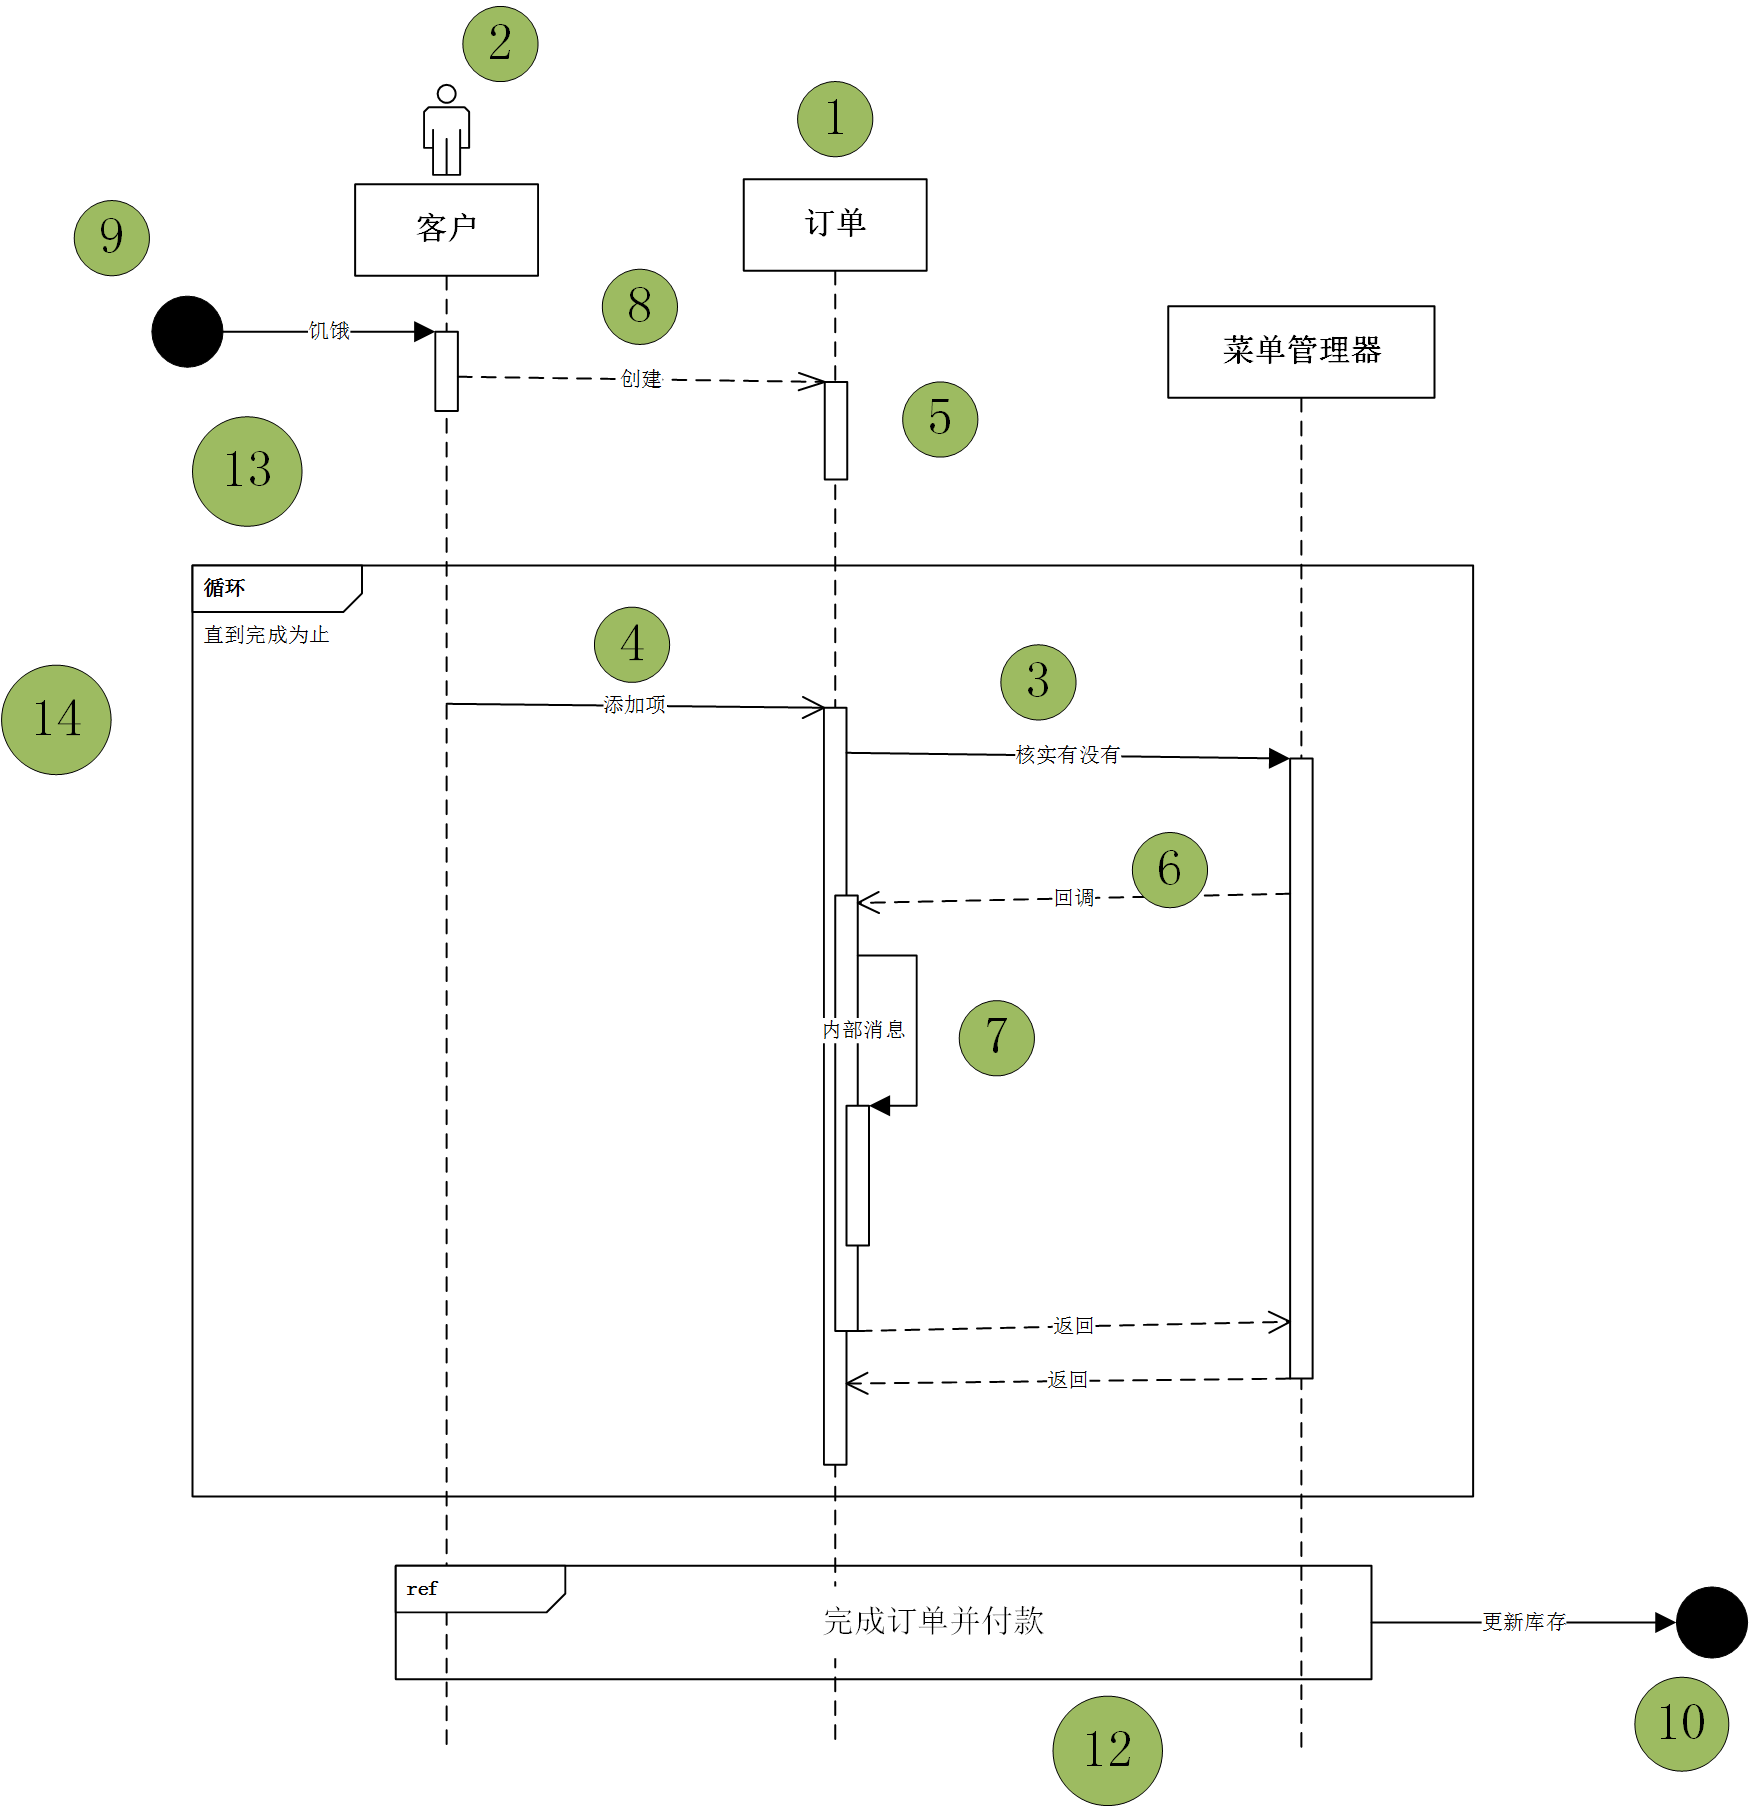 2
1
客户
订单
9
8
饥饿
创建
菜单管理器
5
13
循环
直到完成为止
4
3
14
添加项
核实有没有
6
回调
7
内部消息
返回
返回
ref
完成订单并付款
更新库存
12
10